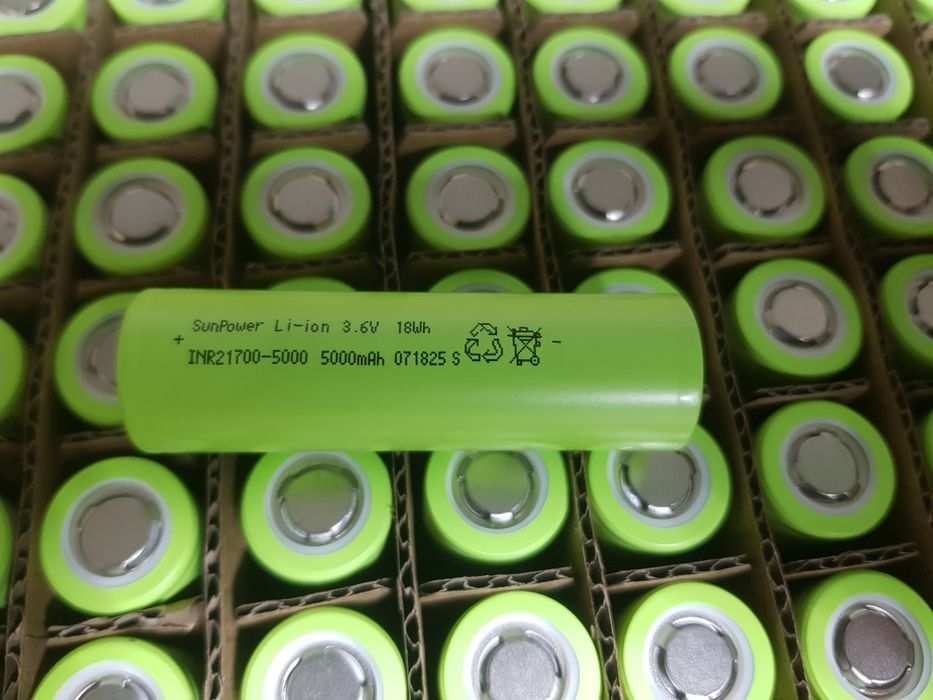 SunPower Li-ion 3.6V 18Wh
+ INR21700-5000 5000mAh 071825 S -